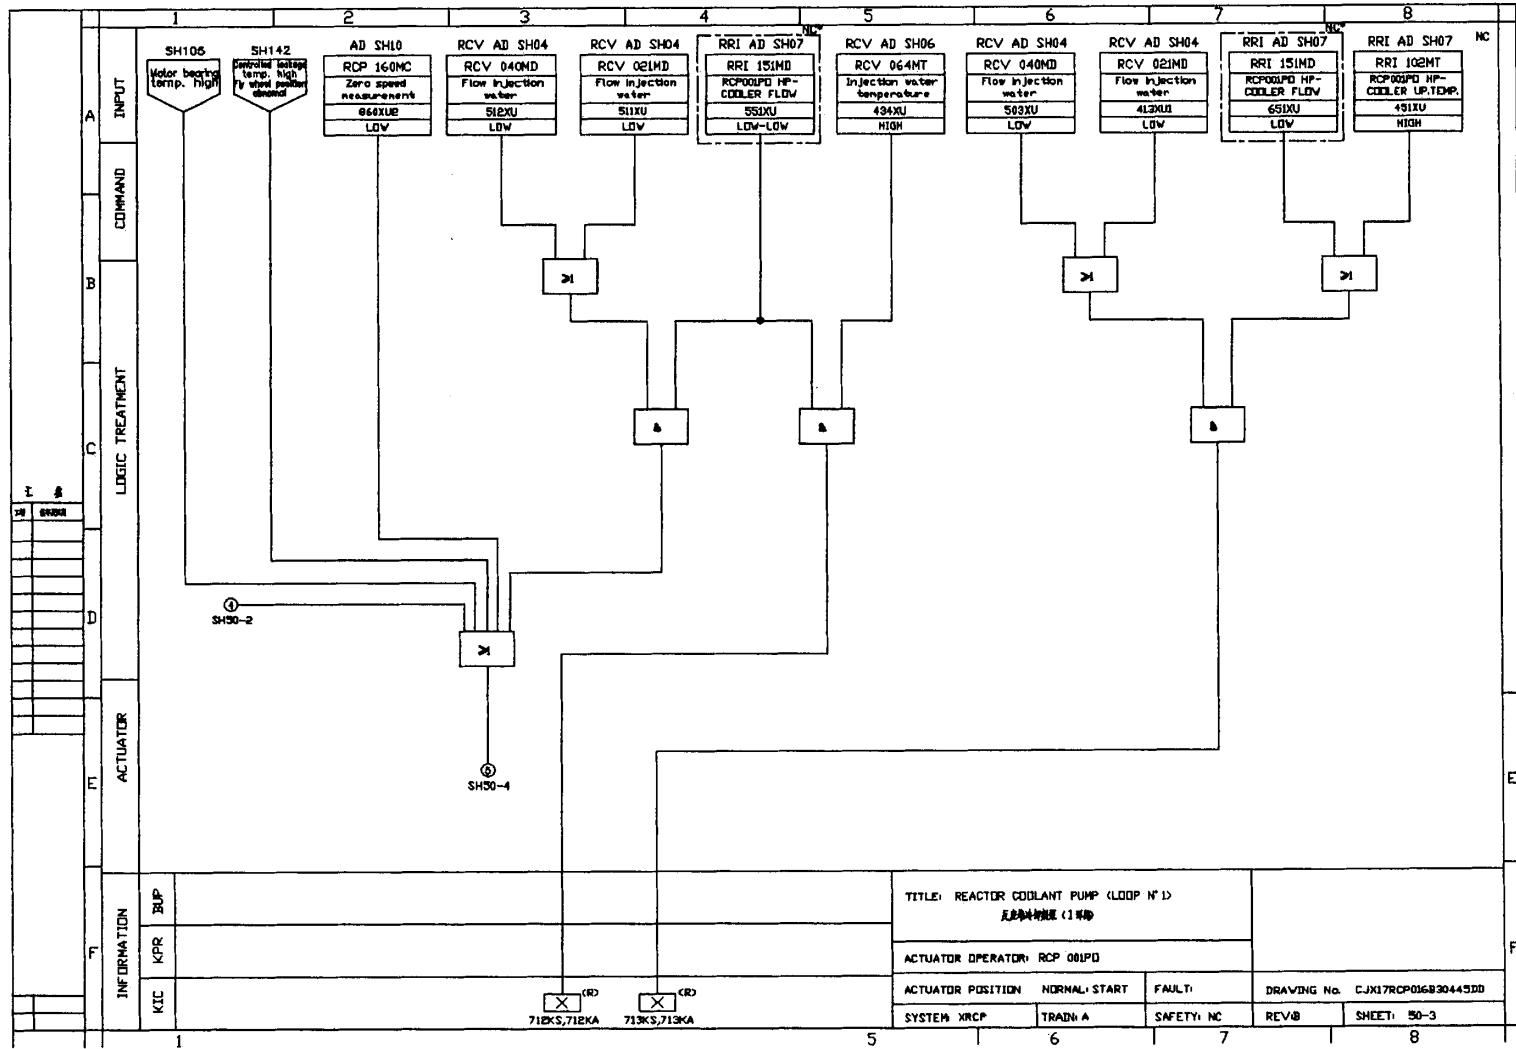 1 2 3 4 5 6 7 8
NC*
NC*
NC
SH105
Motor bearing
temp. high
SH142
Controlled leakage
temp. high
Fly wheel position
abnormal
AD SH10
RCP 160MC
Zero speed
measurement
860XU2
LOW
RCV AD SH04
RCV 040MD
Flow injection
water
512XU
LOW
RCV AD SH04
RCV 021MD
Flow injection
water
511XU
LOW
RRI AD SH07
RRI 151MD
RCP001PO HP-
COOLER FLOW
551XU
LOW-LOW
RCV AD SH06
RCV 064MT
Injection water
temperature
434XU
HIGH
RCV AD SH04
RCV 040MD
Flow injection
water
503XU
LOW
RCV AD SH04
RCV 021MD
Flow injection
water
413XU1
LOW
RRI AD SH07
RRI 151MD
RCP001PO HP-
COOLER FLOW
651XU
LOW
RRI AD SH07
RRI 102MT
RCP001PO HP-
COOLER UP.TEMP.
451XU
HIGH
A
INPUT
COMMAND
B
LOGIC TREATMENT
C
D
ACTUATOR
E
E
INFORMATION
F
F
≥1
≥1
≥1
&
&
&
4
SH50-2
≥1
5
SH50-4
BUP
KPR
KIC
(R)
712KS,712KA
(R)
713KS,713KA
TITLE: REACTOR COOLANT PUMP (LOOP N°1)
ACTUATOR OPERATOR: RCP 001PO
ACTUATOR POSITION NORMAL: START FAULT:
DRAWING No. CJX17RCP016B30445DD
SYSTEM: XRCP TRAIN: A SAFETY: NC REV:B SHEET: 50-3
1 5 6 7 8